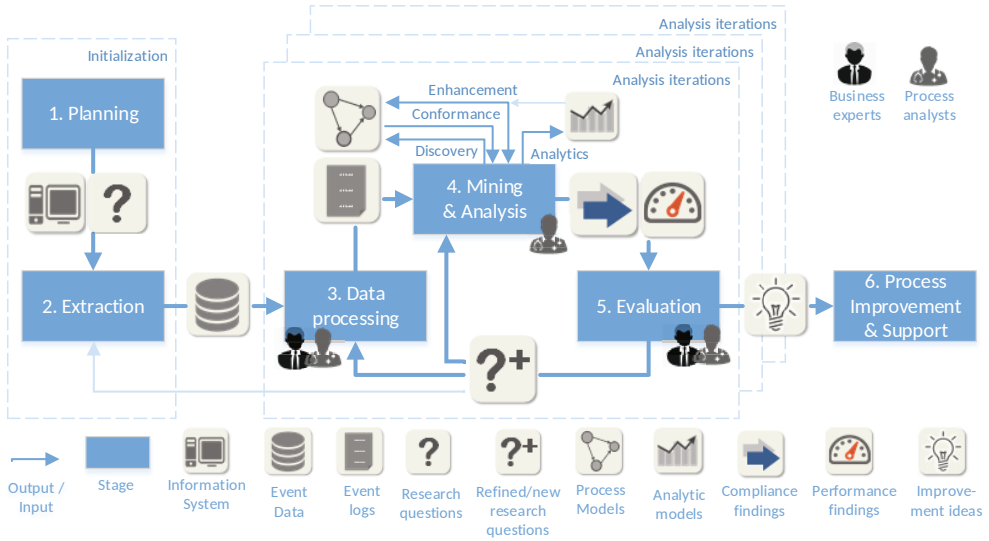 Analysis iterations
Analysis iterations
Analysis iterations
Initialization
1. Planning
2. Extraction
Enhancement
Conformance
Discovery
Analytics
4. Mining
& Analysis
3. Data
processing
5. Evaluation
6. Process
Improvement
& Support
?
?+
Business
experts
Process
analysts
Output /
Input
Stage
Information
System
Event
Data
Event
logs
?
Research
questions
?+
Refined/new
research
questions
Process
Models
Analytic
models
Compliance
findings
Performance
findings
Improve-
ment ideas